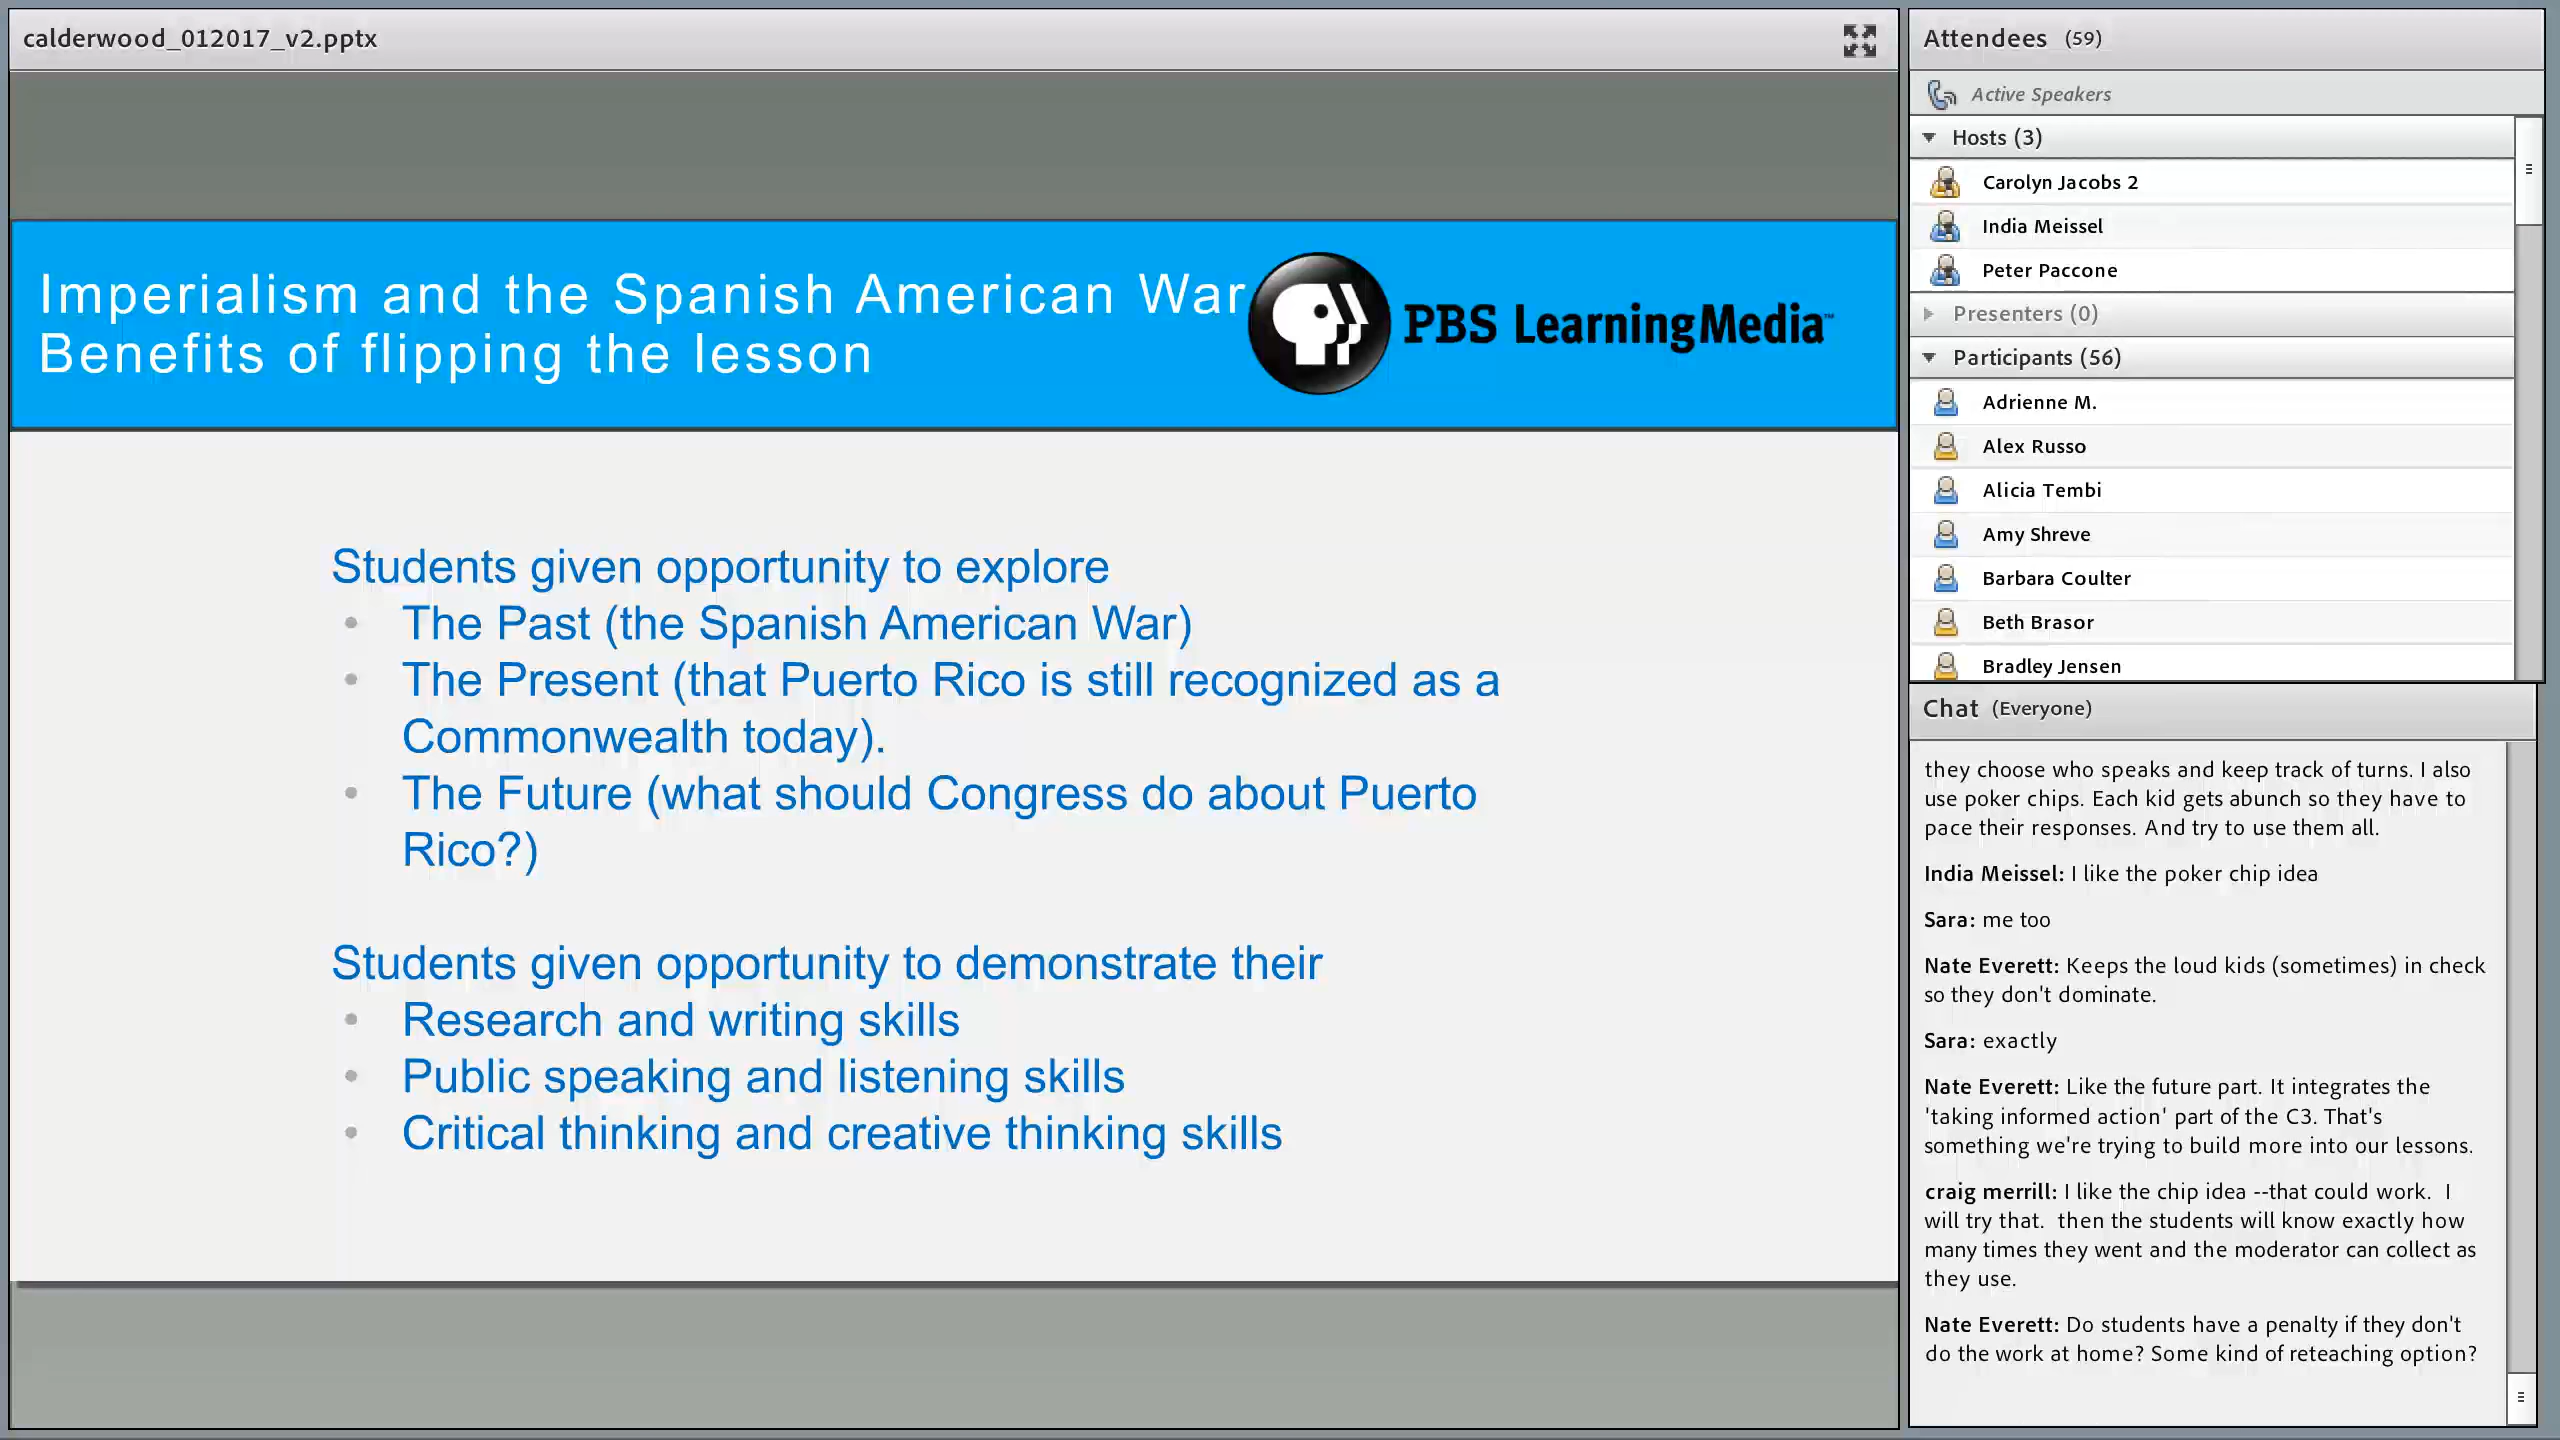 calderwood_012017_v2.pptx
Imperialism and the Spanish American War
Benefits of flipping the lesson
PBS LearningMedia™
Students given opportunity to explore
• The Past (the Spanish American War)
• The Present (that Puerto Rico is still recognized as a
Commonwealth today).
• The Future (what should Congress do about Puerto
Rico?)
Students given opportunity to demonstrate their
• Research and writing skills
• Public speaking and listening skills
• Critical thinking and creative thinking skills
Attendees (59)
Active Speakers
Hosts (3)
Carolyn Jacobs 2
India Meissel
Peter Paccone
Presenters (0)
Participants (56)
Adrienne M.
Alex Russo
Alicia Tembi
Amy Shreve
Barbara Coulter
Beth Brasor
Bradley Jensen
Chat (Everyone)
they choose who speaks and keep track of turns. I also
use poker chips. Each kid gets abunch so they have to
pace their responses. And try to use them all.
India Meissel: I like the poker chip idea
Sara: me too
Nate Everett: Keeps the loud kids (sometimes) in check
so they don't dominate.
Sara: exactly
Nate Everett: Like the future part. It integrates the
'taking informed action' part of the C3. That's
something we're trying to build more into our lessons.
craig merrill: I like the chip idea --that could work.  I
will try that.  then the students will know exactly how
many times they went and the moderator can collect as
they use.
Nate Everett: Do students have a penalty if they don't
do the work at home? Some kind of reteaching option?